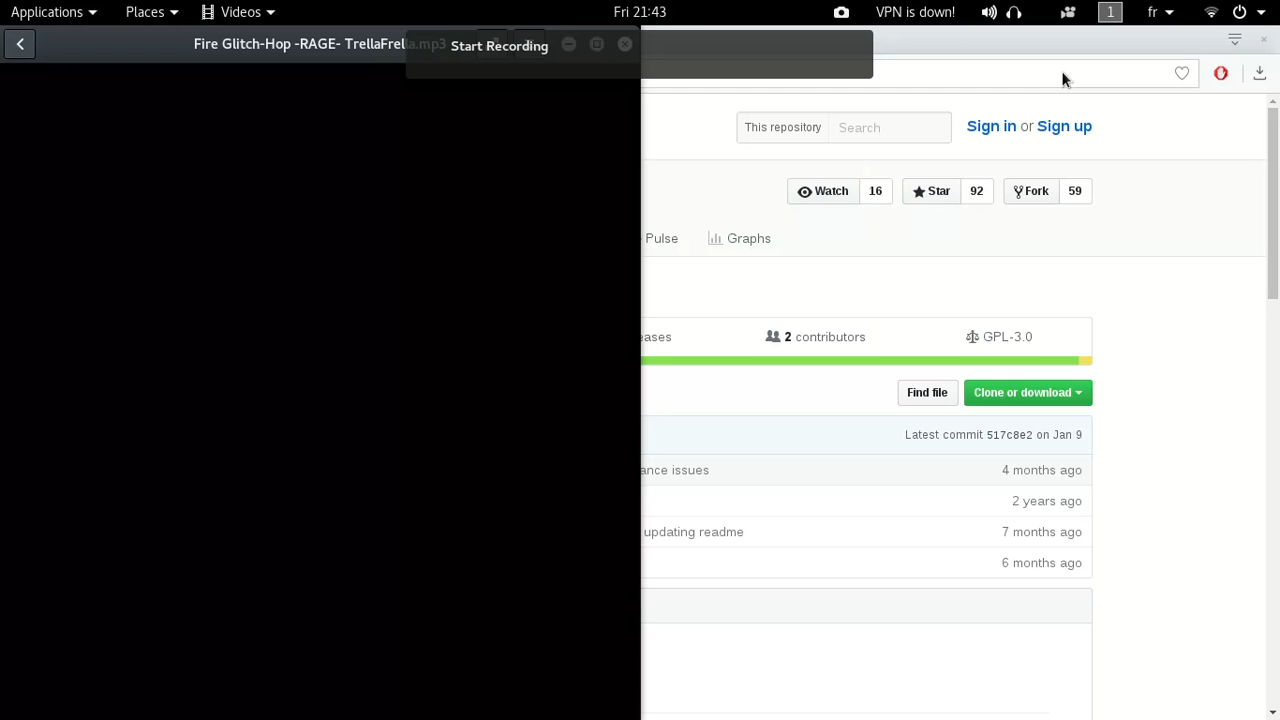 Applications Places Videos Fri 21:43 VPN is down! 1 fr
Fire Glitch-Hop -RAGE- TrellaFrella.mp3
Start Recording
This repository Search Sign in or Sign up
Watch 16 Star 92 Fork 59
Pulse Graphs
eases 2 contributors GPL-3.0
Find file Clone or download
Latest commit 517c8e2 on Jan 9
ance issues 4 months ago
2 years ago
updating readme 7 months ago
6 months ago